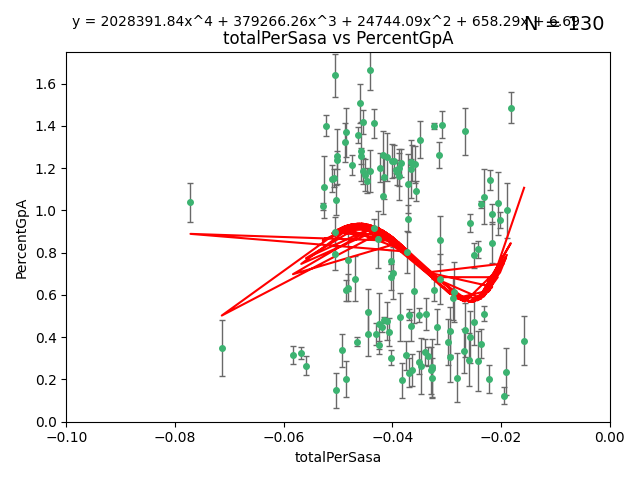 y = 2028391.84x^4 + 379266.26x^3 + 24744.09x^2 + 658.29x + 6.69
N = 130
totalPerSasa vs PercentGpA
1.6
1.4
1.2
1.0
0.8
0.6
0.4
0.2
0.0
PercentGpA
−0.10 −0.08 −0.06 −0.04 −0.02 0.00
totalPerSasa